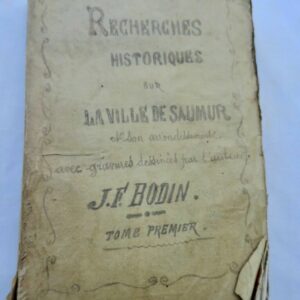 RECHERCHES
HISTORIQUES
SUR
LA VILLE DE SAUMUR
et son arrondissement
avec gravures dessinées par l'auteur
J.F. BODIN.
TOME PREMIER.